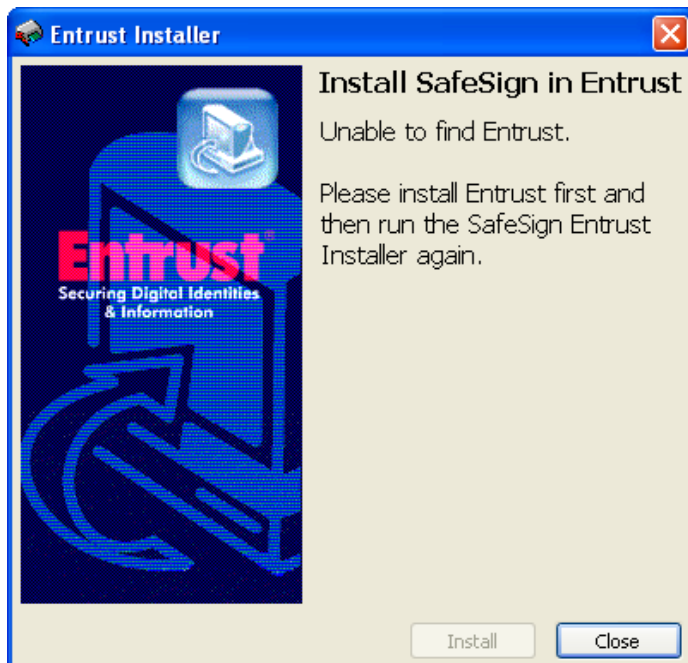 Entrust Installer
Install SafeSign in Entrust
Unable to find Entrust.
Please install Entrust first and
then run the SafeSign Entrust
Installer again.
Entrust®
Securing Digital Identities
& Information
Install
Close